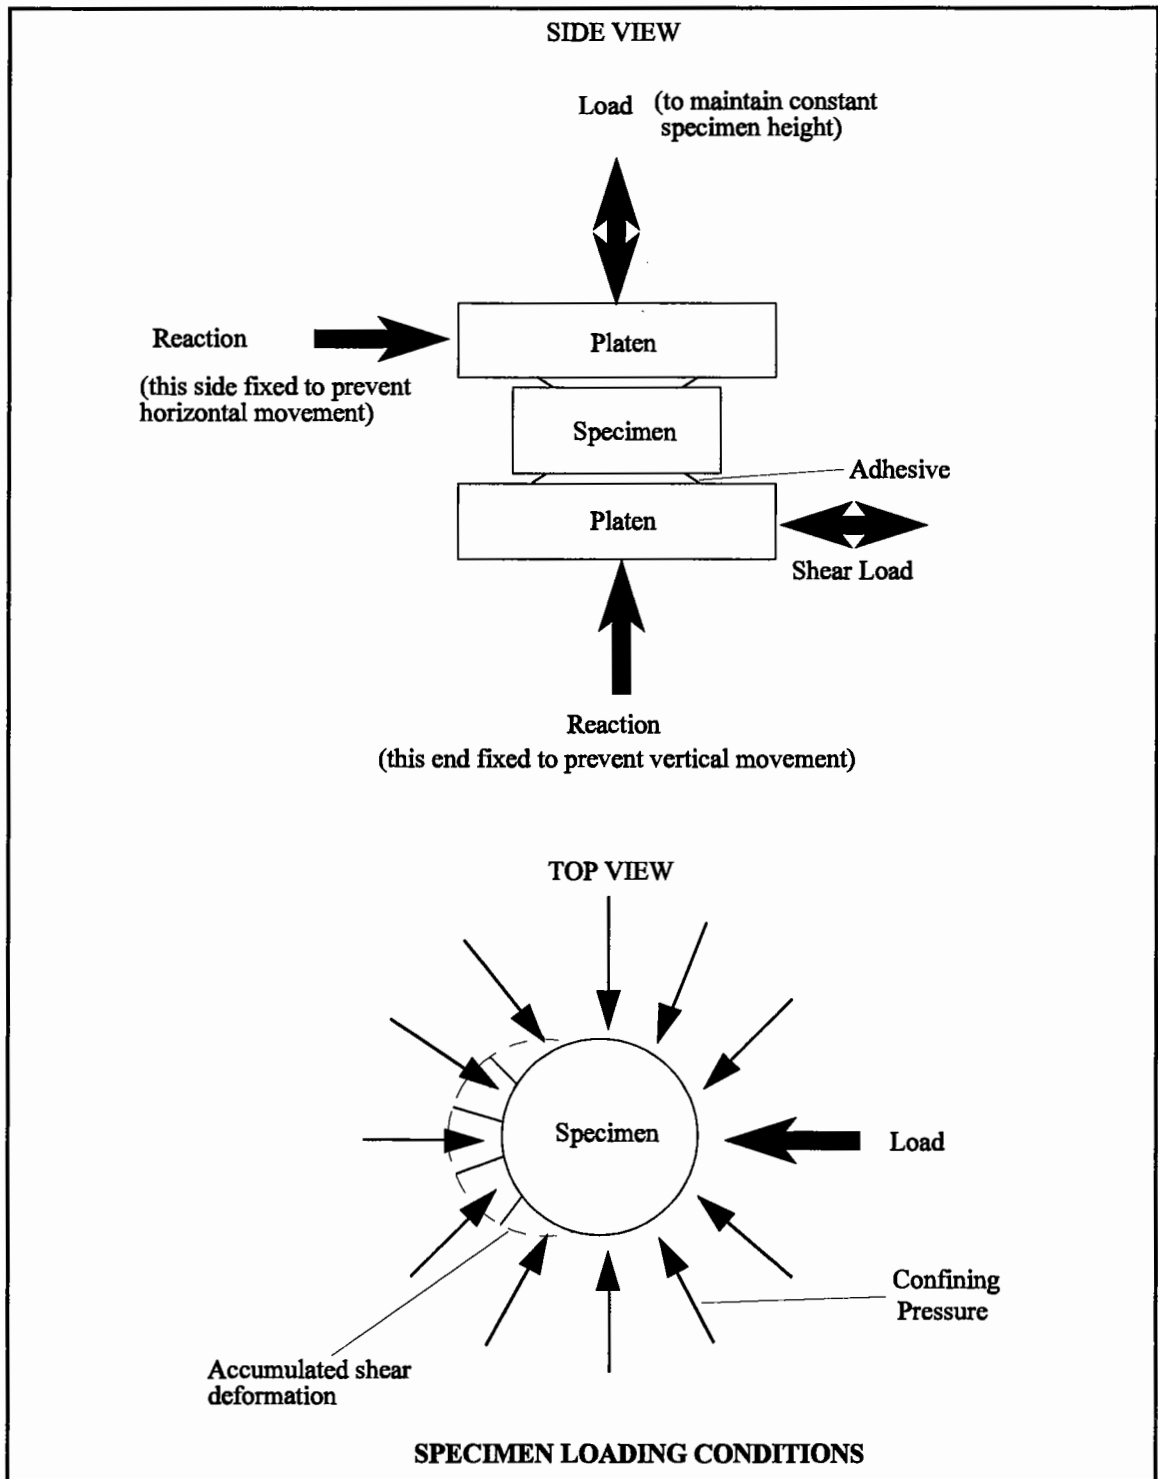 SIDE VIEW
Load (to maintain constant
specimen height)
Reaction
(this side fixed to prevent
horizontal movement)
Platen
Specimen
Adhesive
Platen
Shear Load
Reaction
(this end fixed to prevent vertical movement)
TOP VIEW
Specimen
Load
Confining
Pressure
Accumulated shear
deformation
SPECIMEN LOADING CONDITIONS